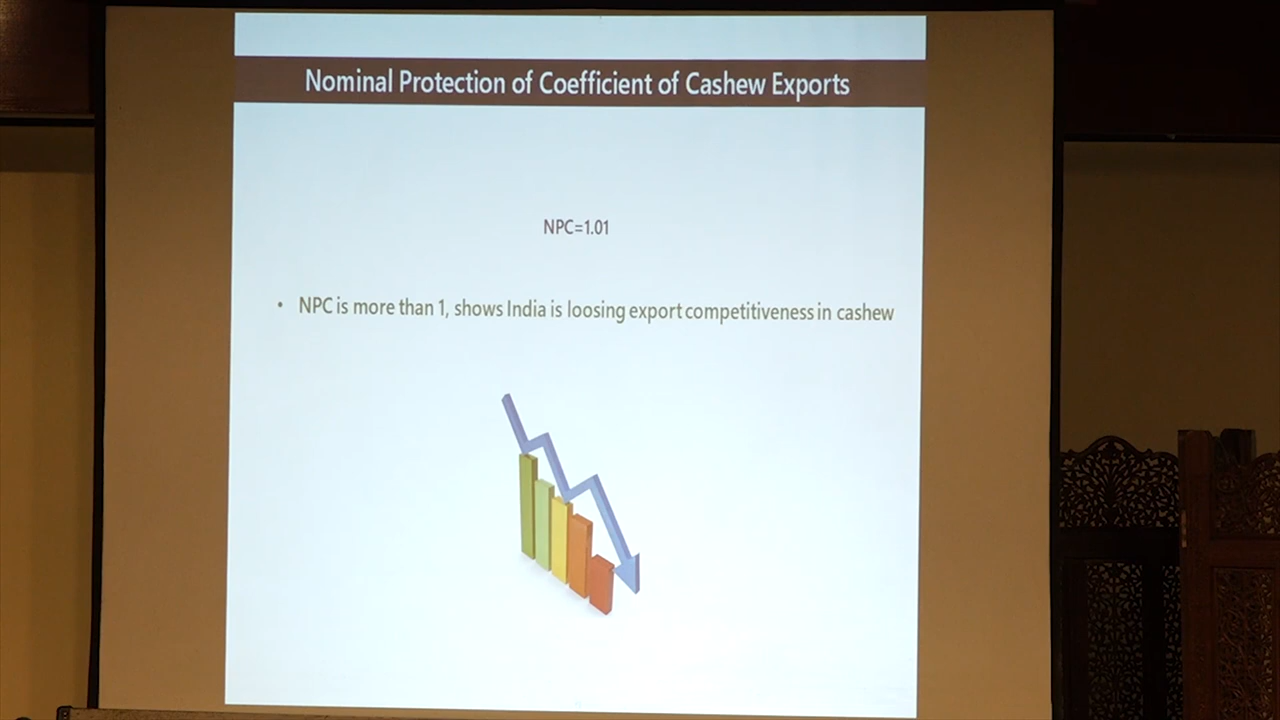 Nominal Protection of Coefficient of Cashew Exports
NPC=1.01
• NPC is more than 1, shows India is loosing export competitiveness in cashew